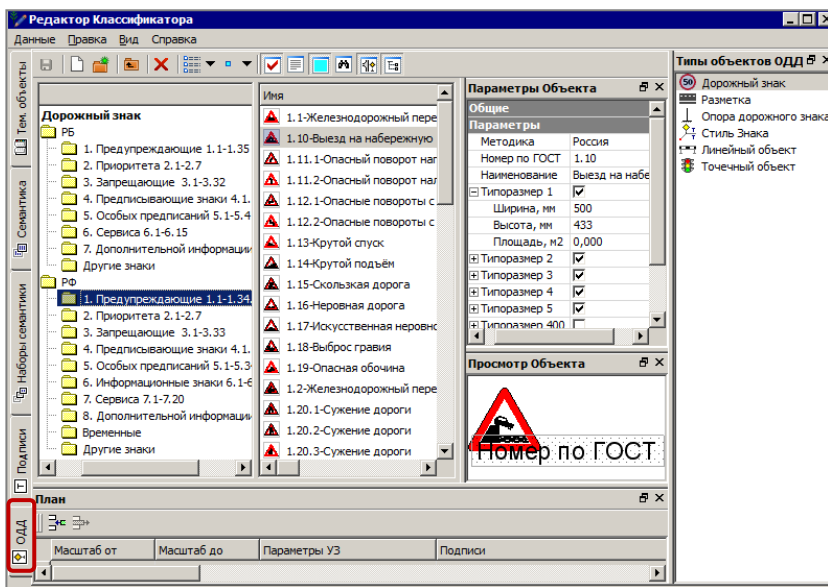 Редактор Классификатора
Данные Правка Вид Справка
Тем. объекты
Семантика
Наборы семантики
Подписи
ОДД
Дорожный знак
РБ
1. Предупреждающие 1.1-1.35
2. Приоритета 2.1-2.7
3. Запрещающие 3.1-3.32
4. Предписывающие знаки 4.1.
5. Особых предписаний 5.1-5.4
6. Сервиса 6.1-6.15
7. Дополнительной информации
Другие знаки
РФ
1. Предупреждающие 1.1-1.34.
2. Приоритета 2.1-2.7
3. Запрещающие 3.1-3.33
4. Предписывающие знаки 4.1.
5. Особых предписаний 5.1-5.3
6. Информационные знаки 6.1-6
7. Сервиса 7.1-7.20
8. Дополнительной информации
Временные
Другие знаки
Имя
1.1-Железнодорожный пере
1.10-Выезд на набережную
1.11.1-Опасный поворот наг
1.11.2-Опасный поворот нал
1.12.1-Опасные повороты с
1.12.2-Опасные повороты с
1.13-Крутой спуск
1.14-Крутой подъём
1.15-Скользкая дорога
1.16-Неровная дорога
1.17-Искусственная неровно
1.18-Выброс гравия
1.19-Опасная обочина
1.2-Железнодорожный пере
1.20.1-Сужение дороги
1.20.2-Сужение дороги
1.20.3-Сужение дороги
Параметры Объекта
Общие
Параметры
Методика Россия
Номер по ГОСТ 1.10
Наименование Выезд на набе
Типоразмер 1
Ширина, мм 500
Высота, мм 433
Площадь, м2 0,000
Типоразмер 2
Типоразмер 3
Типоразмер 4
Типоразмер 5
Типоразмер 400
Просмотр Объекта
Номер по ГОСТ
Типы объектов ОДД
50 Дорожный знак
Разметка
Опора дорожного знака
Стиль Знака
Линейный объект
Точечный объект
План
Масштаб от Масштаб до Параметры УЗ Подписи